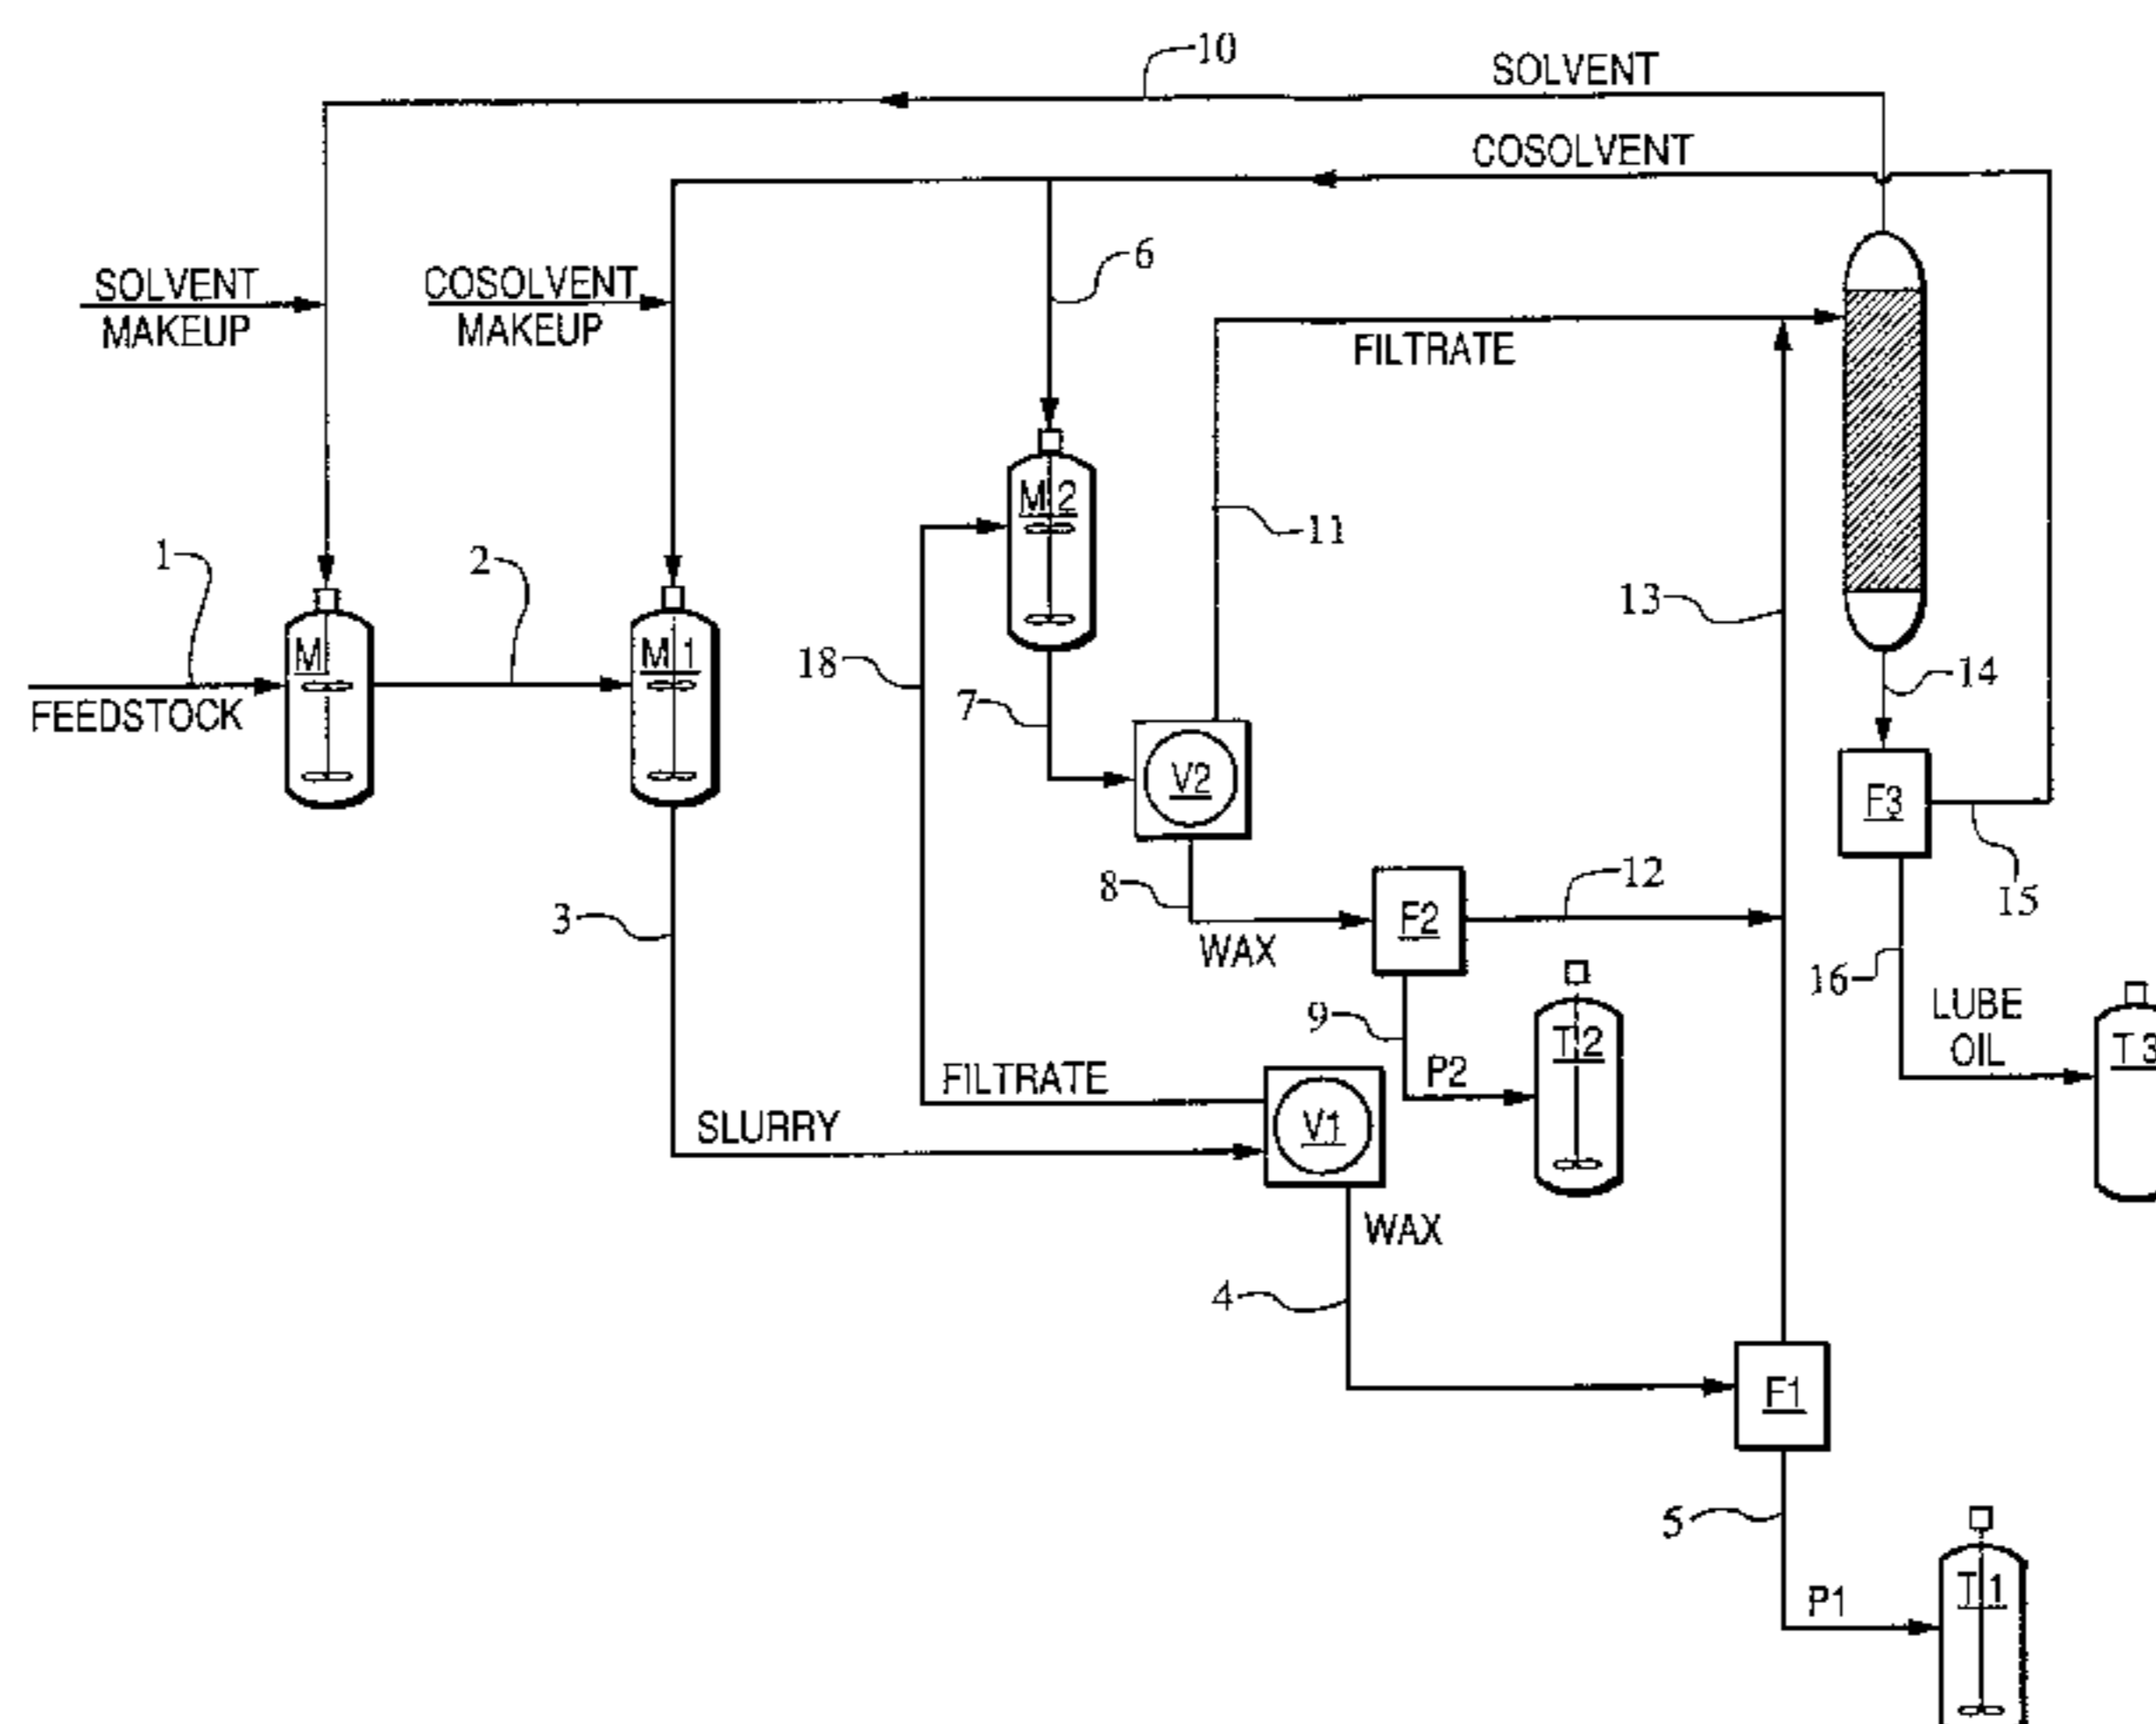 10
SOLVENT
COSOLVENT
6
SOLVENT
MAKEUP
COSOLVENT
MAKEUP
FILTRATE
M2
1
2
11
13
18
M
M1
14
FEEDSTOCK
7
V2
F3
8
12
15
3
F2
WAX
16
LUBE
OIL
9
T2
T3
P2
FILTRATE
SLURRY
V1
WAX
4
F1
5
P1
T1